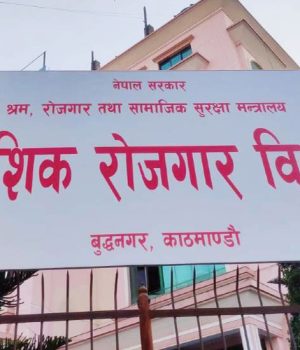 नेपाल सरकार
श्रम, रोजगार तथा सामाजिक सुरक्षा मन्त्रालय
शिक रोजगार वि
बुद्धनगर, काठमाण्डौ